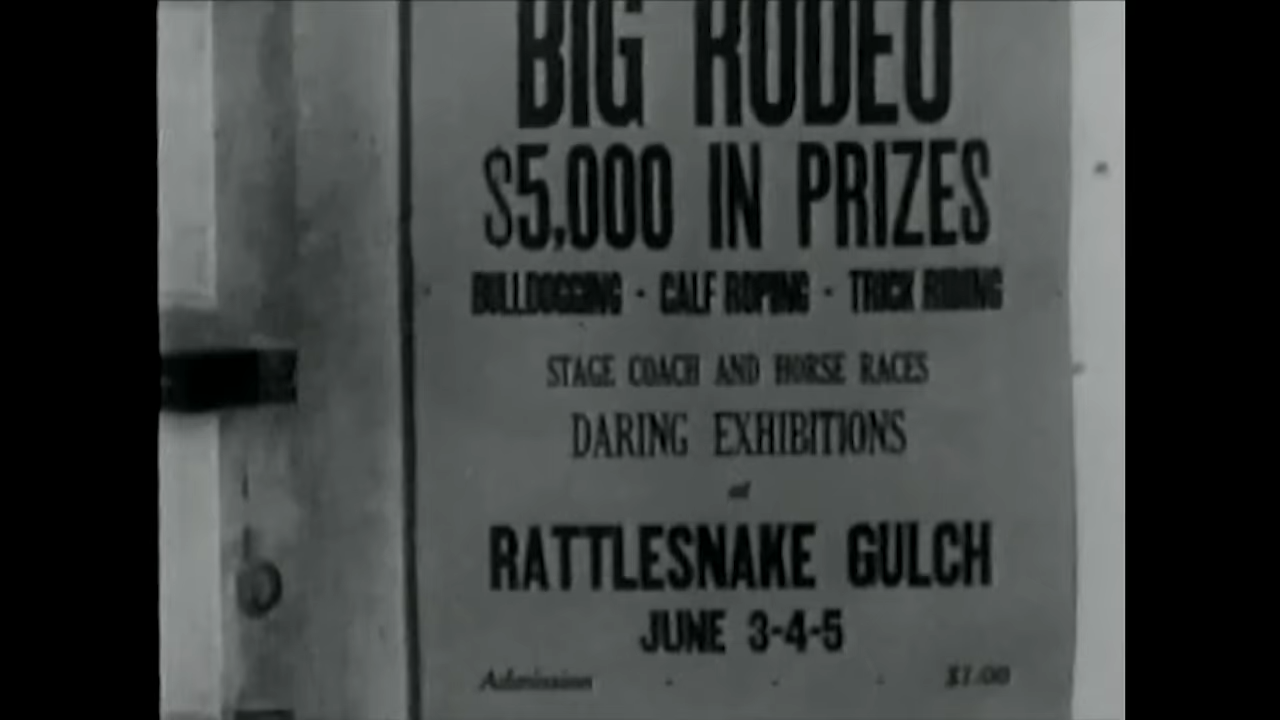 BIG RODEO
$5,000 IN PRIZES
BULLDOGGING - CALF ROPING - TRICK RIDING
STAGE COACH AND HORSE RACES
DARING EXHIBITIONS
at
RATTLESNAKE GULCH
JUNE 3-4-5
Admission - - - $1.00